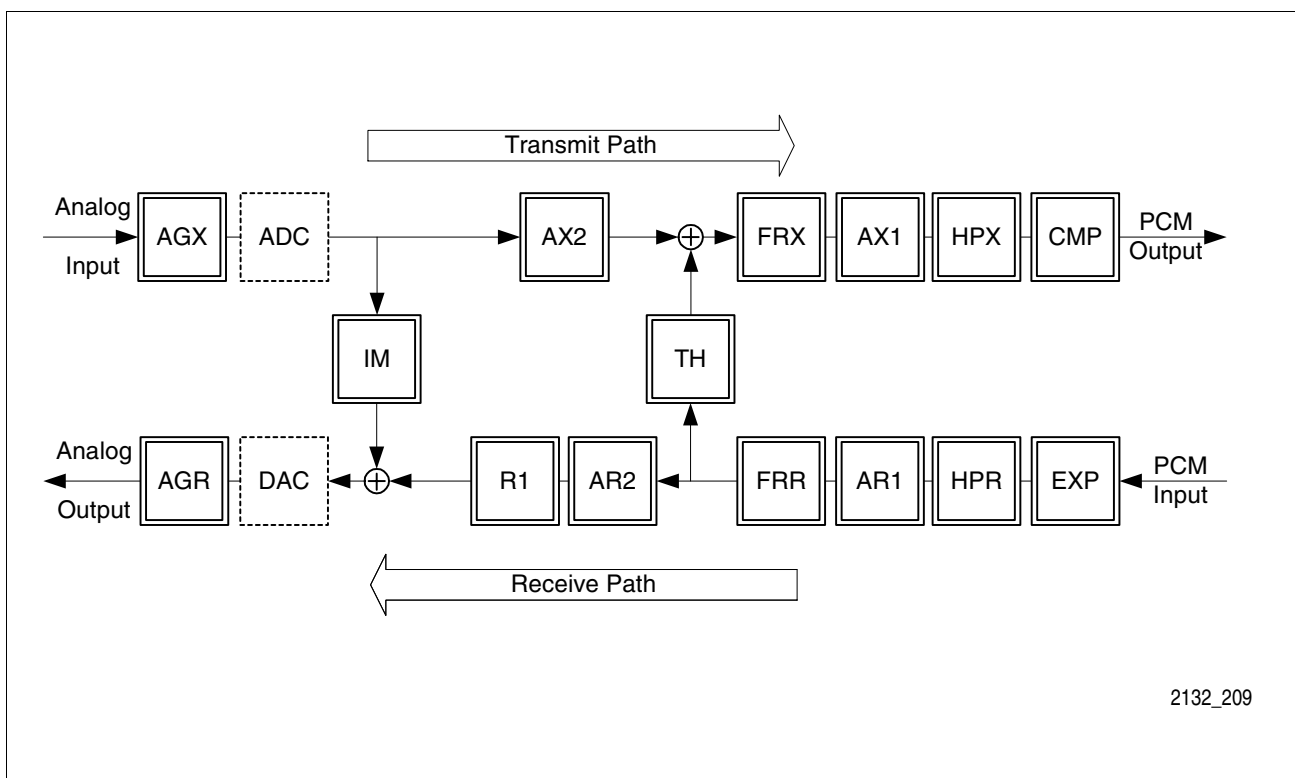 Transmit Path
Analog
Input
AGX
ADC
AX2
FRX
AX1
HPX
CMP
PCM
Output
IM
TH
Analog
Output
AGR
DAC
R1
AR2
FRR
AR1
HPR
EXP
PCM
Input
Receive Path
2132_209